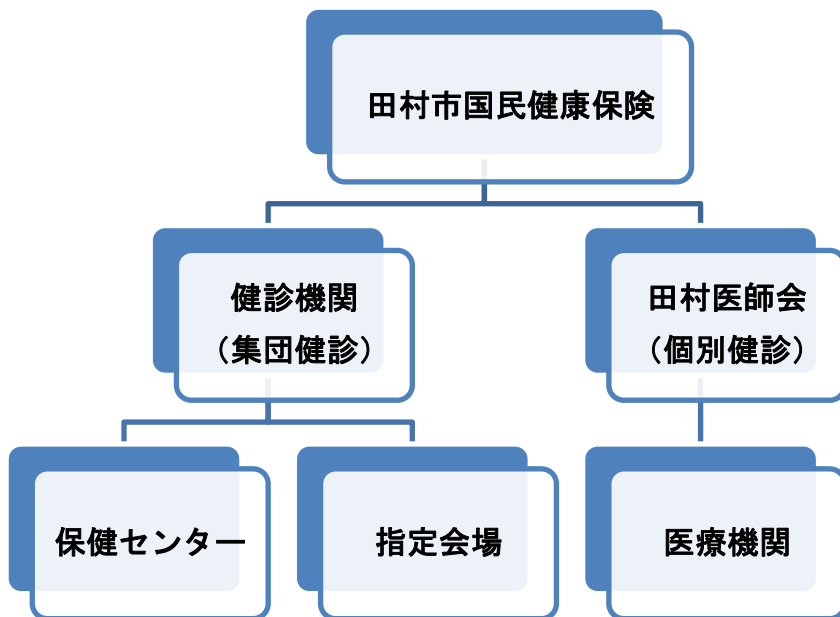 田村市国民健康保険
健診機関
（集団健診）
田村医師会
（個別健診）
保健センター
指定会場
医療機関